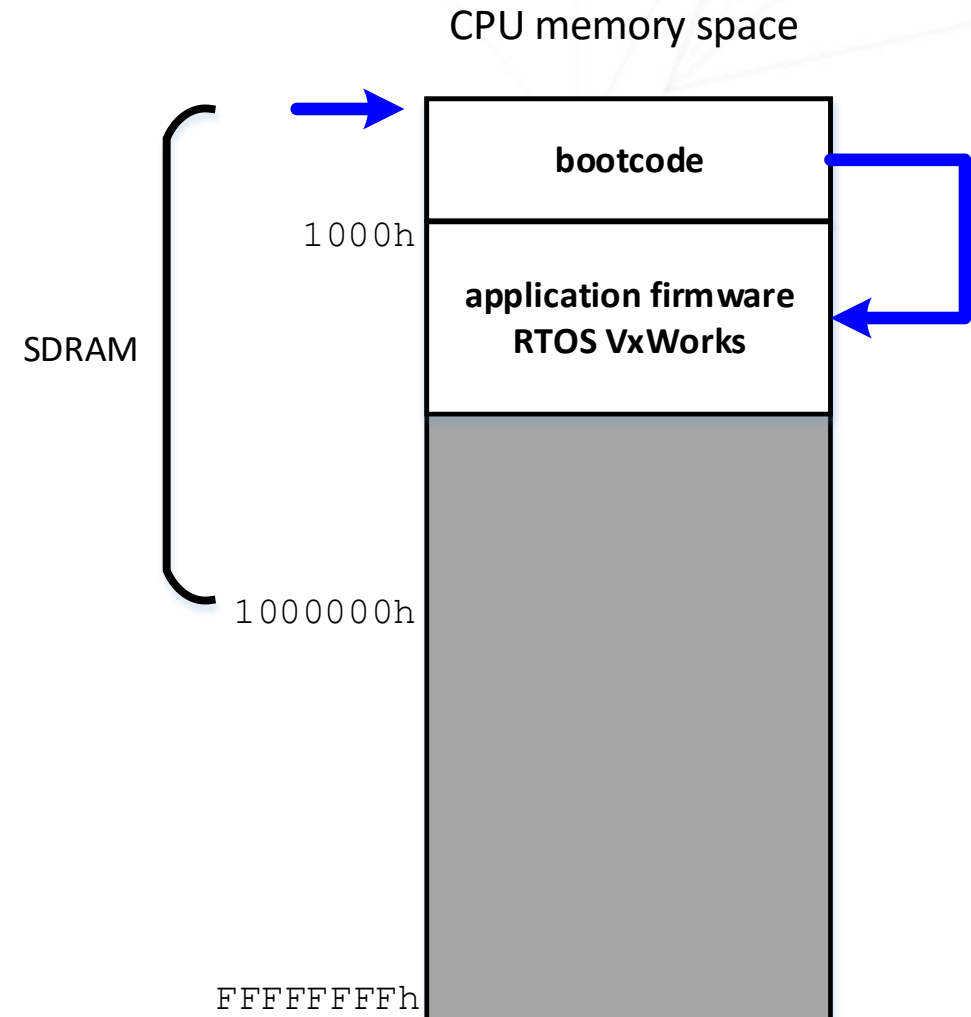 CPU memory space
bootcode
1000h
application firmware
RTOS VxWorks
SDRAM
1000000h
FFFFFFFFh